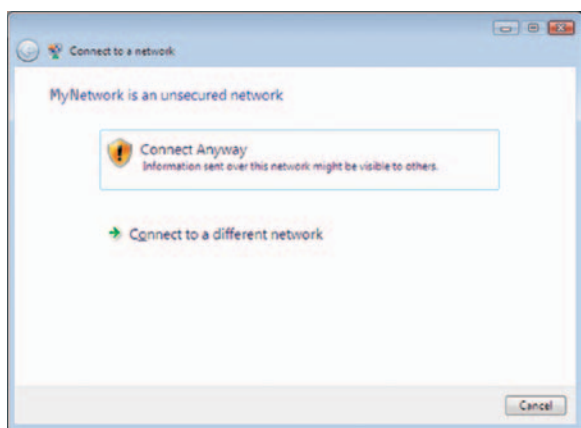 Connect to a network
MyNetwork is an unsecured network
Connect Anyway
Information sent over this network might be visible to others.
Connect to a different network
Cancel